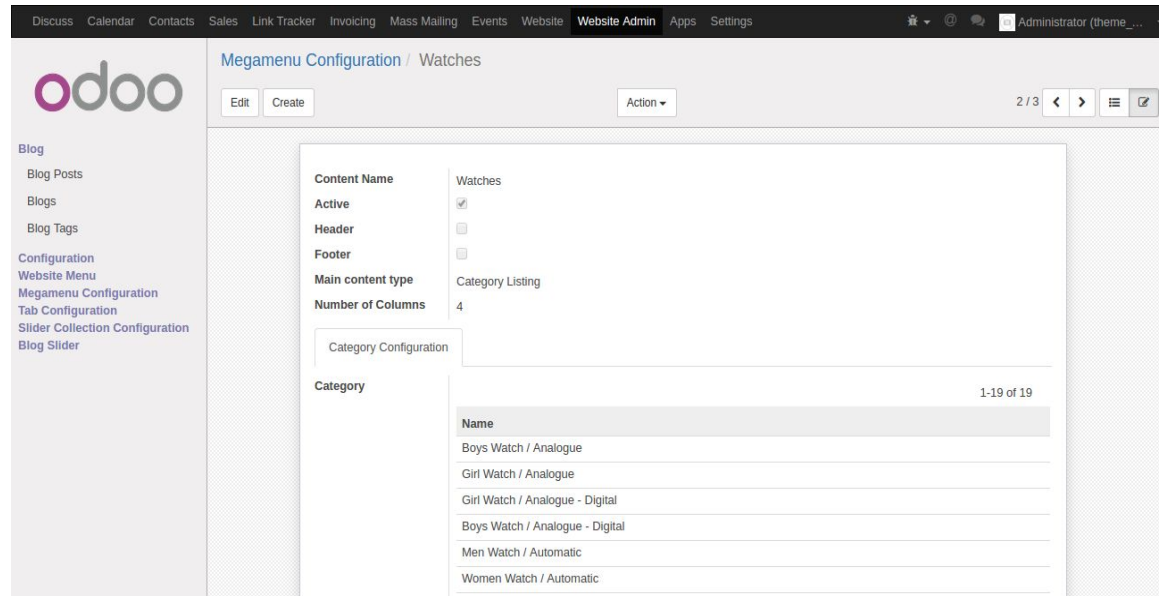 Discuss Calendar Contacts Sales Link Tracker Invoicing Mass Mailing Events Website Website Admin Apps Settings @ Administrator (theme_...
odoo
Megamenu Configuration / Watches
Edit Create Action 2 / 3
Blog
Blog Posts
Blogs
Blog Tags
Configuration
Website Menu
Megamenu Configuration
Tab Configuration
Slider Collection Configuration
Blog Slider
Content Name Watches
Active
Header
Footer
Main content type Category Listing
Number of Columns 4
Category Configuration
Category
1-19 of 19
Name
Boys Watch / Analogue
Girl Watch / Analogue
Girl Watch / Analogue - Digital
Boys Watch / Analogue - Digital
Men Watch / Automatic
Women Watch / Automatic